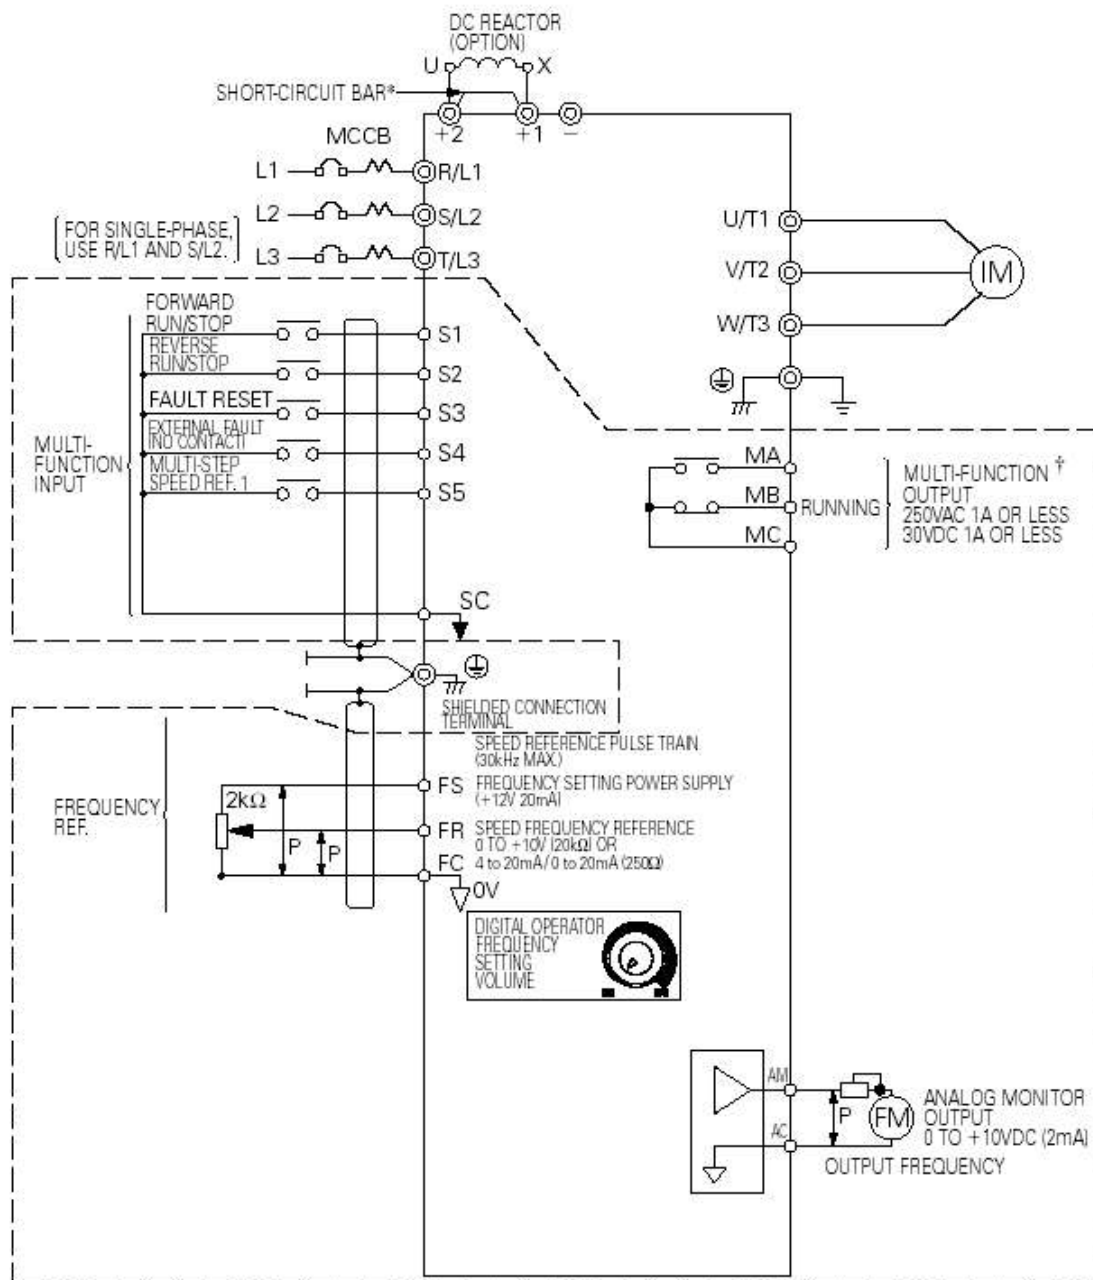 DC REACTOR
(OPTION)
U X
SHORT-CIRCUIT BAR*
+2 +1 −
MCCB
L1 R/L1
L2 S/L2
L3 T/L3
FOR SINGLE-PHASE,
USE R/L1 AND S/L2.
U/T1
V/T2
W/T3
IM
FORWARD
RUN/STOP
S1
REVERSE
RUN/STOP
S2
FAULT RESET
S3
EXTERNAL FAULT
(NO CONTACT)
S4
MULTI-STEP
SPEED REF. 1
S5
MULTI-
FUNCTION
INPUT
SC
MA
MB
MC
RUNNING
MULTI-FUNCTION †
OUTPUT
250VAC 1A OR LESS
30VDC 1A OR LESS
SHIELDED CONNECTION
TERMINAL
SPEED REFERENCE PULSE TRAIN
(30kHz MAX.)
FREQUENCY
REF.
2kΩ
P
P
FS FREQUENCY SETTING POWER SUPPLY
(+12V 20mA)
FR SPEED FREQUENCY REFERENCE
0 TO +10V (20kΩ) OR
4 to 20mA/0 to 20mA (250Ω)
FC
0V
DIGITAL OPERATOR
FREQUENCY
SETTING
VOLUME
AM
AC
P
FM
ANALOG MONITOR
OUTPUT
0 TO +10VDC (2mA)
OUTPUT FREQUENCY